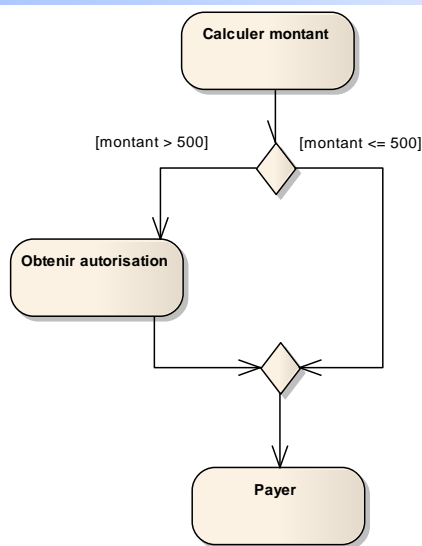 Calculer montant
[montant > 500]
[montant <= 500]
Obtenir autorisation
Payer